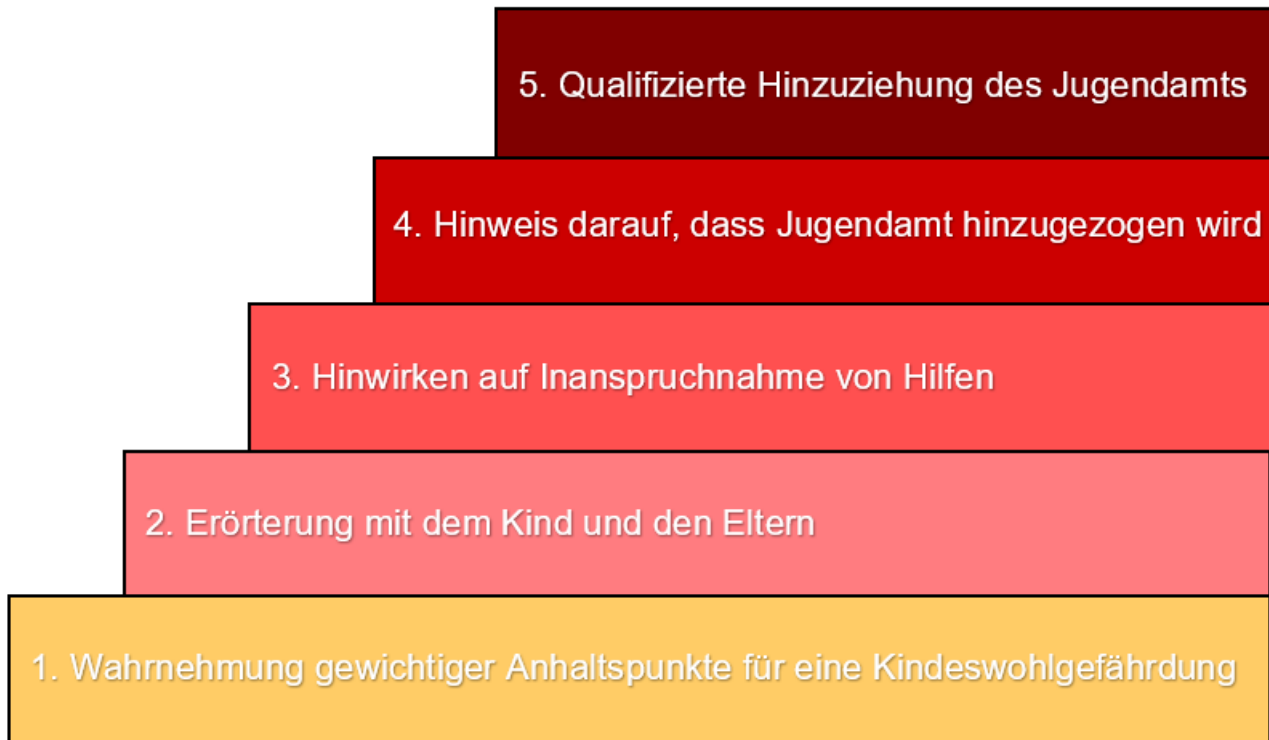 5. Qualifizierte Hinzuziehung des Jugendamts
4. Hinweis darauf, dass Jugendamt hinzugezogen wird
3. Hinwirken auf Inanspruchnahme von Hilfen
2. Erörterung mit dem Kind und den Eltern
1. Wahrnehmung gewichtiger Anhaltspunkte für eine Kindeswohlgefährdung